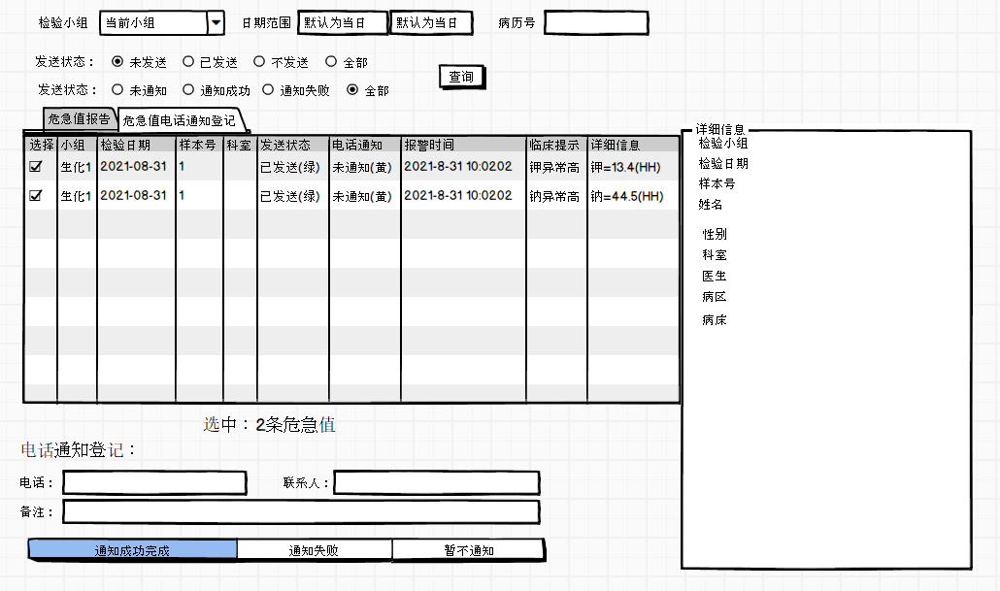 检验小组 当前小组 日期范围 默认为当日 默认为当日 病历号
发送状态： 未发送 已发送 不发送 全部
查询
发送状态： 未通知 通知成功 通知失败 全部
危急值报告 危急值电话通知登记
选择 小组 检验日期 样本号 科室 发送状态 电话通知 报警时间 临床提示 详细信息
生化1 2021-08-31 1 已发送(绿) 未通知(黄) 2021-8-31 10:0202 钾异常高 钾=13.4(HH)
生化1 2021-08-31 1 已发送(绿) 未通知(黄) 2021-8-31 10:0202 钠异常高 钠=44.5(HH)
详细信息
检验小组
检验日期
样本号
姓名
性别
科室
医生
病区
病床
选中：2条危急值
电话通知登记：
电话： 联系人：
备注：
通知成功完成 通知失败 暂不通知